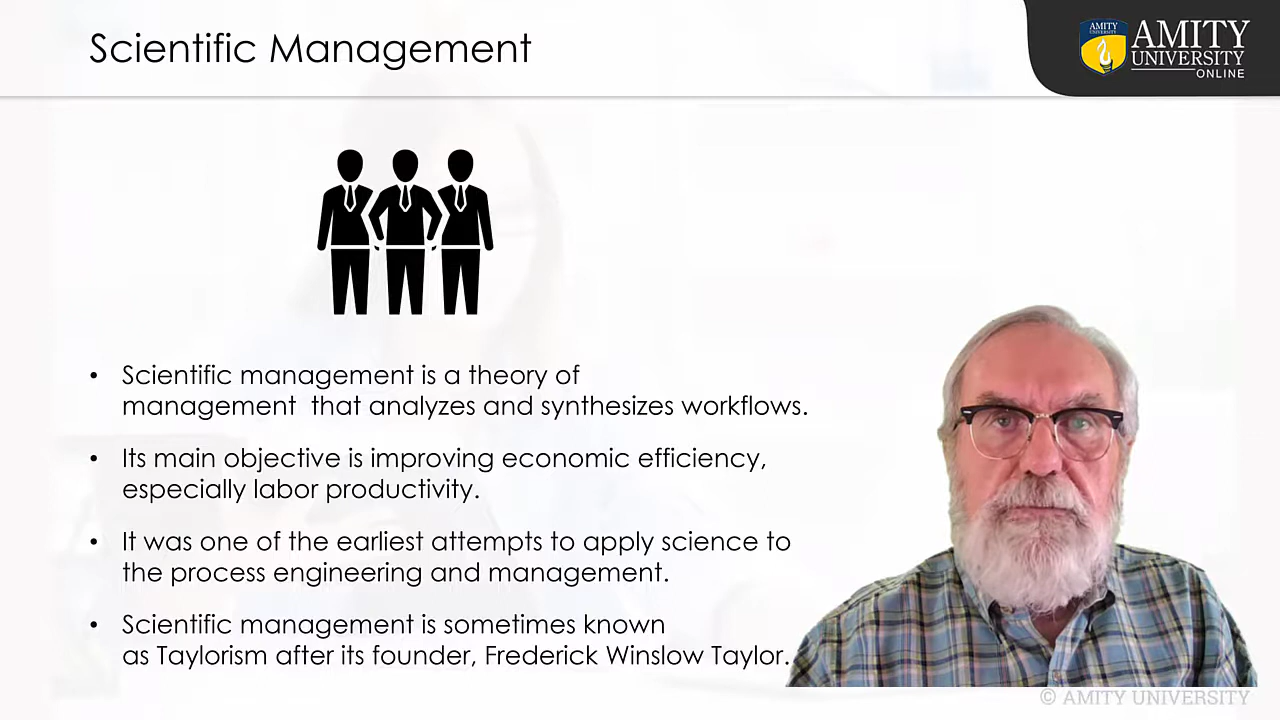 Scientific Management
AMITY
UNIVERSITY
AMITY
UNIVERSITY
ONLINE
• Scientific management is a theory of
management  that analyzes and synthesizes workflows.
• Its main objective is improving economic efficiency,
especially labor productivity.
• It was one of the earliest attempts to apply science to
the process engineering and management.
• Scientific management is sometimes known
as Taylorism after its founder, Frederick Winslow Taylor.
© AMITY UNIVERSITY